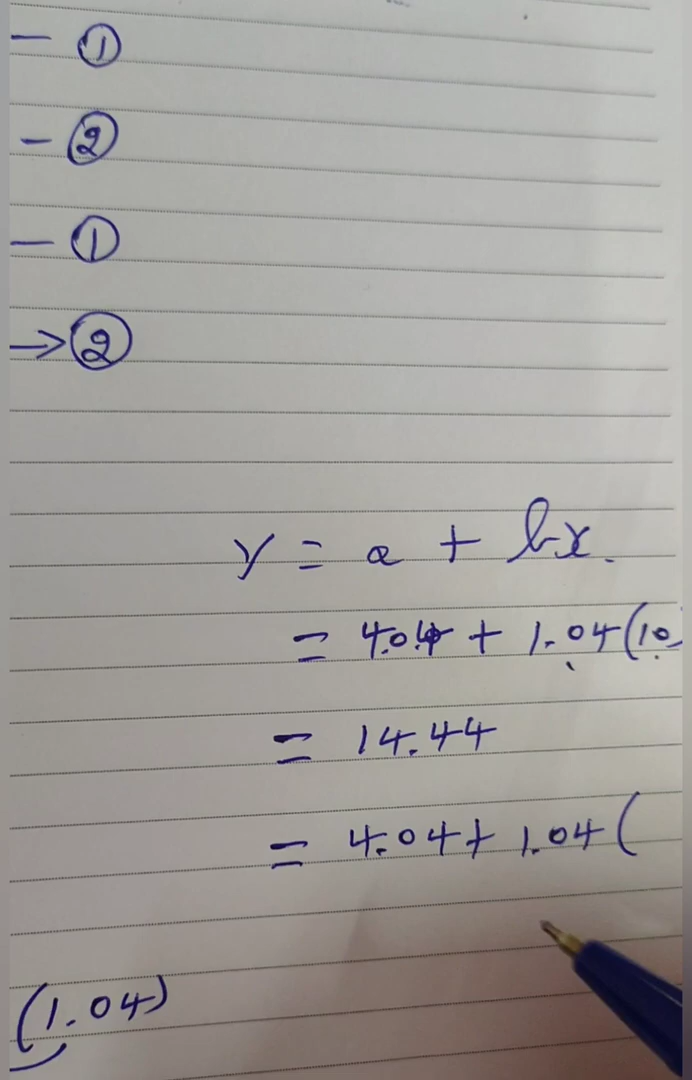 — ①
— ②
— ①
→ ②
y = a + bx.
= 4.04 + 1.04(10
= 14.44
= 4.04 + 1.04(
(1.04)